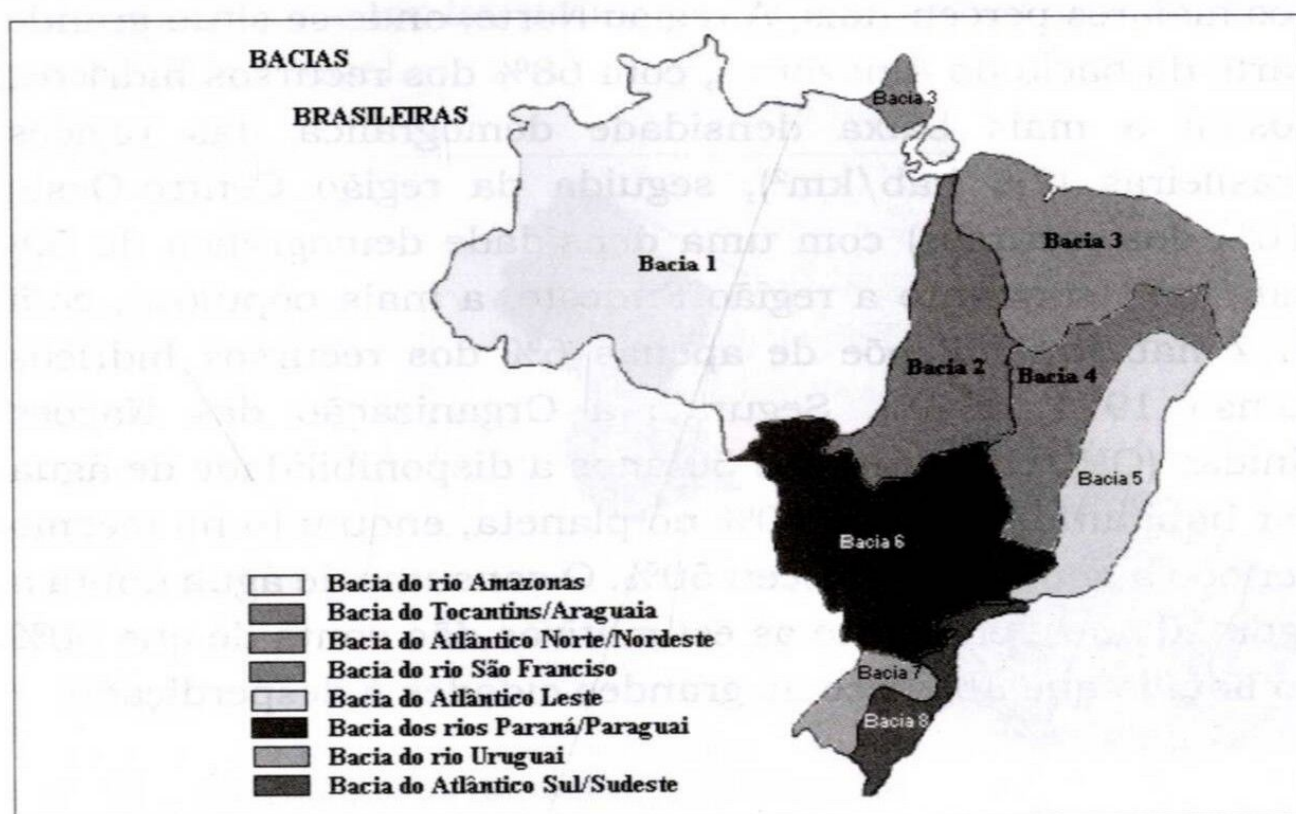 BACIAS
BRASILEIRAS
Bacia 3
Bacia 1
Bacia 3
Bacia 2
Bacia 4
Bacia 5
Bacia 6
Bacia 7
Bacia 8
Bacia do rio Amazonas
Bacia do Tocantins/Araguaia
Bacia do Atlântico Norte/Nordeste
Bacia do rio São Franciso
Bacia do Atlântico Leste
Bacia dos rios Paraná/Paraguai
Bacia do rio Uruguai
Bacia do Atlântico Sul/Sudeste